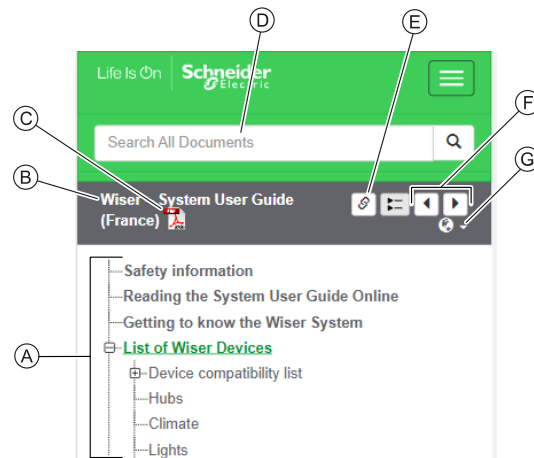 D
E
Life Is On
Schneider
Electric
C
F
Search All Documents
G
B
Wiser System User Guide
(France)
PDF
Safety information
Reading the System User Guide Online
Getting to know the Wiser System
A
List of Wiser Devices
Device compatibility list
Hubs
Climate
Lights